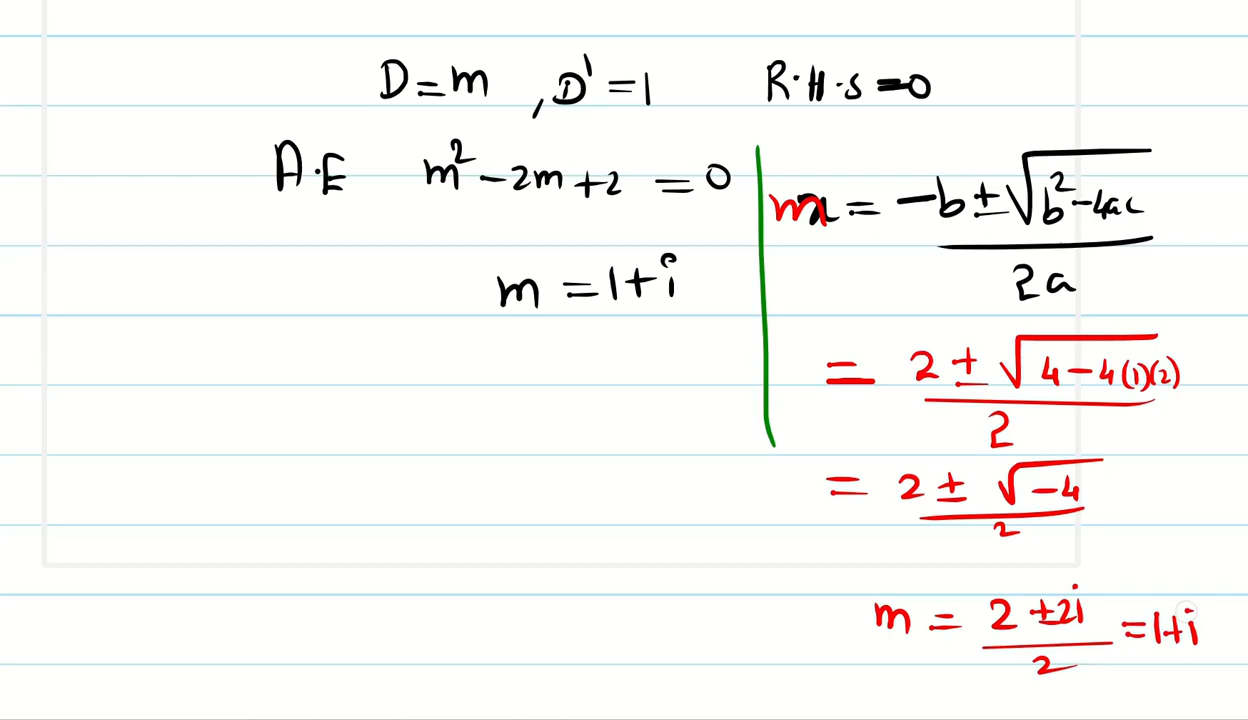 D = m , D' = 1 R.H.S = 0
A.E m² - 2m + 2 = 0
m = 1 + i
m = -b ± √(b² - 4ac) / 2a
= 2 ± √(4 - 4(1)(2)) / 2
= 2 ± √-4 / 2
m = 2 ± 2i / 2 = 1 + i